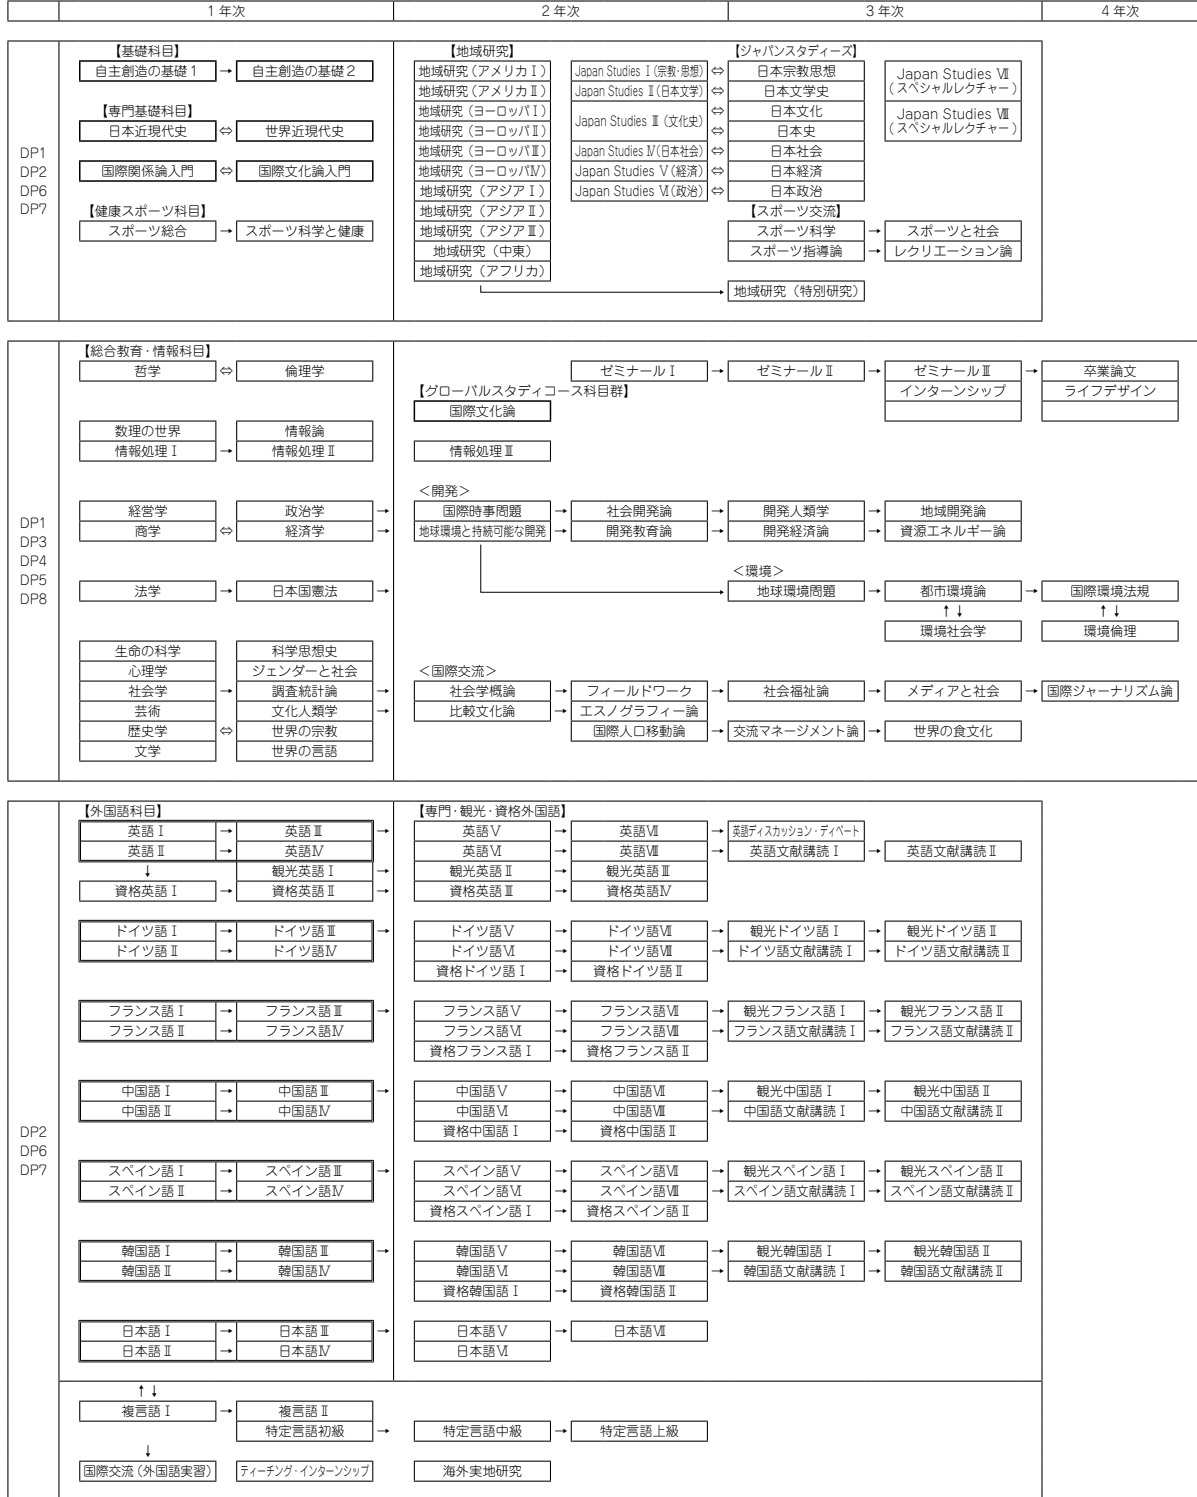 1年次 2年次 3年次 4年次
【基礎科目】 【地域研究】 【ジャパンスタディーズ】
自主創造の基礎1 → 自主創造の基礎2 地域研究(アメリカⅠ) Japan Studies Ⅰ(宗教・思想) ⇔ 日本宗教思想 Japan Studies Ⅶ
(スペシャルレクチャー)
地域研究(アメリカⅡ) Japan Studies Ⅱ(日本文学) ⇔ 日本文学史
【専門基礎科目】 地域研究(ヨーロッパⅠ) Japan Studies Ⅲ(文化史) ⇔ 日本文化 Japan Studies Ⅷ
(スペシャルレクチャー)
日本近現代史 ⇔ 世界近現代史 地域研究(ヨーロッパⅡ) ⇔ 日本史
DP1 地域研究(ヨーロッパⅢ) Japan Studies Ⅳ(日本社会) ⇔ 日本社会
DP2 国際関係論入門 ⇔ 国際文化論入門 地域研究(ヨーロッパⅣ) Japan Studies Ⅴ(経済) ⇔ 日本経済
DP6 地域研究(アジアⅠ) Japan Studies Ⅵ(政治) ⇔ 日本政治
DP7 【健康スポーツ科目】 地域研究(アジアⅡ) 【スポーツ交流】
スポーツ総合 → スポーツ科学と健康 地域研究(アジアⅢ) スポーツ科学 → スポーツと社会
地域研究(中東) スポーツ指導論 → レクリエーション論
地域研究(アフリカ)
地域研究(特別研究)
【総合教育・情報科目】
哲学 ⇔ 倫理学 ゼミナールⅠ → ゼミナールⅡ → ゼミナールⅢ → 卒業論文
【グローバルスタディコース科目群】 インターンシップ ライフデザイン
国際文化論
数理の世界 情報論
情報処理Ⅰ → 情報処理Ⅱ 情報処理Ⅲ
<開発>
経営学 政治学 → 国際時事問題 → 社会開発論 → 開発人類学 → 地域開発論
DP1 商学 ⇔ 経済学 → 地球環境と持続可能な開発 → 開発教育論 → 開発経済論 → 資源エネルギー論
DP3
DP4 <環境>
DP5 法学 → 日本国憲法 → 地球環境問題 → 都市環境論 → 国際環境法規
DP8 ↑↓ ↑↓
環境社会学 環境倫理
生命の科学 科学思想史
心理学 ジェンダーと社会 <国際交流>
社会学 → 調査統計論 → 社会学概論 → フィールドワーク → 社会福祉論 → メディアと社会 → 国際ジャーナリズム論
芸術 文化人類学 → 比較文化論 → エスノグラフィー論
歴史学 ⇔ 世界の宗教 国際人口移動論 → 交流マネージメント論 → 世界の食文化
文学 世界の言語
【外国語科目】 【専門・観光・資格外国語】
英語Ⅰ → 英語Ⅲ → 英語Ⅴ → 英語Ⅶ → 英語ディスカッション・ディベート
英語Ⅱ → 英語Ⅳ 英語Ⅵ → 英語Ⅷ → 英語文献講読Ⅰ → 英語文献講読Ⅱ
↓ 観光英語Ⅰ → 観光英語Ⅱ → 観光英語Ⅲ
資格英語Ⅰ → 資格英語Ⅱ → 資格英語Ⅲ → 資格英語Ⅳ
ドイツ語Ⅰ → ドイツ語Ⅲ → ドイツ語Ⅴ → ドイツ語Ⅶ → 観光ドイツ語Ⅰ → 観光ドイツ語Ⅱ
ドイツ語Ⅱ → ドイツ語Ⅳ ドイツ語Ⅵ → ドイツ語Ⅷ → ドイツ語文献講読Ⅰ → ドイツ語文献講読Ⅱ
資格ドイツ語Ⅰ → 資格ドイツ語Ⅱ
フランス語Ⅰ → フランス語Ⅲ → フランス語Ⅴ → フランス語Ⅶ → 観光フランス語Ⅰ → 観光フランス語Ⅱ
フランス語Ⅱ → フランス語Ⅳ フランス語Ⅵ → フランス語Ⅷ → フランス語文献講読Ⅰ → フランス語文献講読Ⅱ
資格フランス語Ⅰ → 資格フランス語Ⅱ
中国語Ⅰ → 中国語Ⅲ → 中国語Ⅴ → 中国語Ⅶ → 観光中国語Ⅰ → 観光中国語Ⅱ
中国語Ⅱ → 中国語Ⅳ 中国語Ⅵ → 中国語Ⅷ → 中国語文献講読Ⅰ → 中国語文献講読Ⅱ
DP2 資格中国語Ⅰ → 資格中国語Ⅱ
DP6
DP7 スペイン語Ⅰ → スペイン語Ⅲ → スペイン語Ⅴ → スペイン語Ⅶ → 観光スペイン語Ⅰ → 観光スペイン語Ⅱ
スペイン語Ⅱ → スペイン語Ⅳ スペイン語Ⅵ → スペイン語Ⅷ → スペイン語文献講読Ⅰ → スペイン語文献講読Ⅱ
資格スペイン語Ⅰ → 資格スペイン語Ⅱ
韓国語Ⅰ → 韓国語Ⅲ → 韓国語Ⅴ → 韓国語Ⅶ → 観光韓国語Ⅰ → 観光韓国語Ⅱ
韓国語Ⅱ → 韓国語Ⅳ 韓国語Ⅵ → 韓国語Ⅷ → 韓国語文献講読Ⅰ → 韓国語文献講読Ⅱ
資格韓国語Ⅰ → 資格韓国語Ⅱ
日本語Ⅰ → 日本語Ⅲ → 日本語Ⅴ → 日本語Ⅶ
日本語Ⅱ → 日本語Ⅳ 日本語Ⅵ
↑↓
複言語Ⅰ → 複言語Ⅱ
特定言語初級 → 特定言語中級 → 特定言語上級
↓
国際交流(外国語実習) ティーチング・インターンシップ 海外実地研究